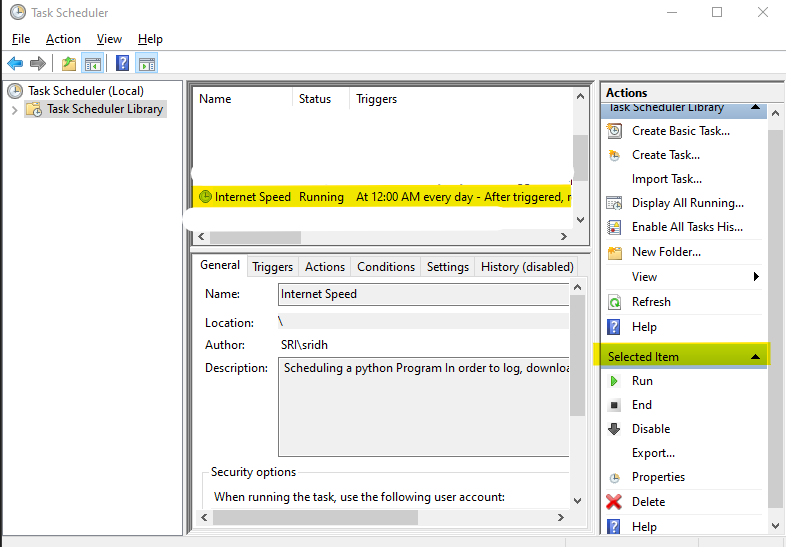 Task Scheduler
File Action View Help
Task Scheduler (Local)
Task Scheduler Library
Name Status Triggers
Internet Speed Running At 12:00 AM every day - After triggered, r
General Triggers Actions Conditions Settings History (disabled)
Name: Internet Speed
Location: \
Author: SRI\sridh
Description: Scheduling a python Program In order to log, downloa
Security options
When running the task, use the following user account:
Actions
Task Scheduler Library
Create Basic Task...
Create Task...
Import Task...
Display All Running...
Enable All Tasks His...
New Folder...
View
Refresh
Help
Selected Item
Run
End
Disable
Export...
Properties
Delete
Help